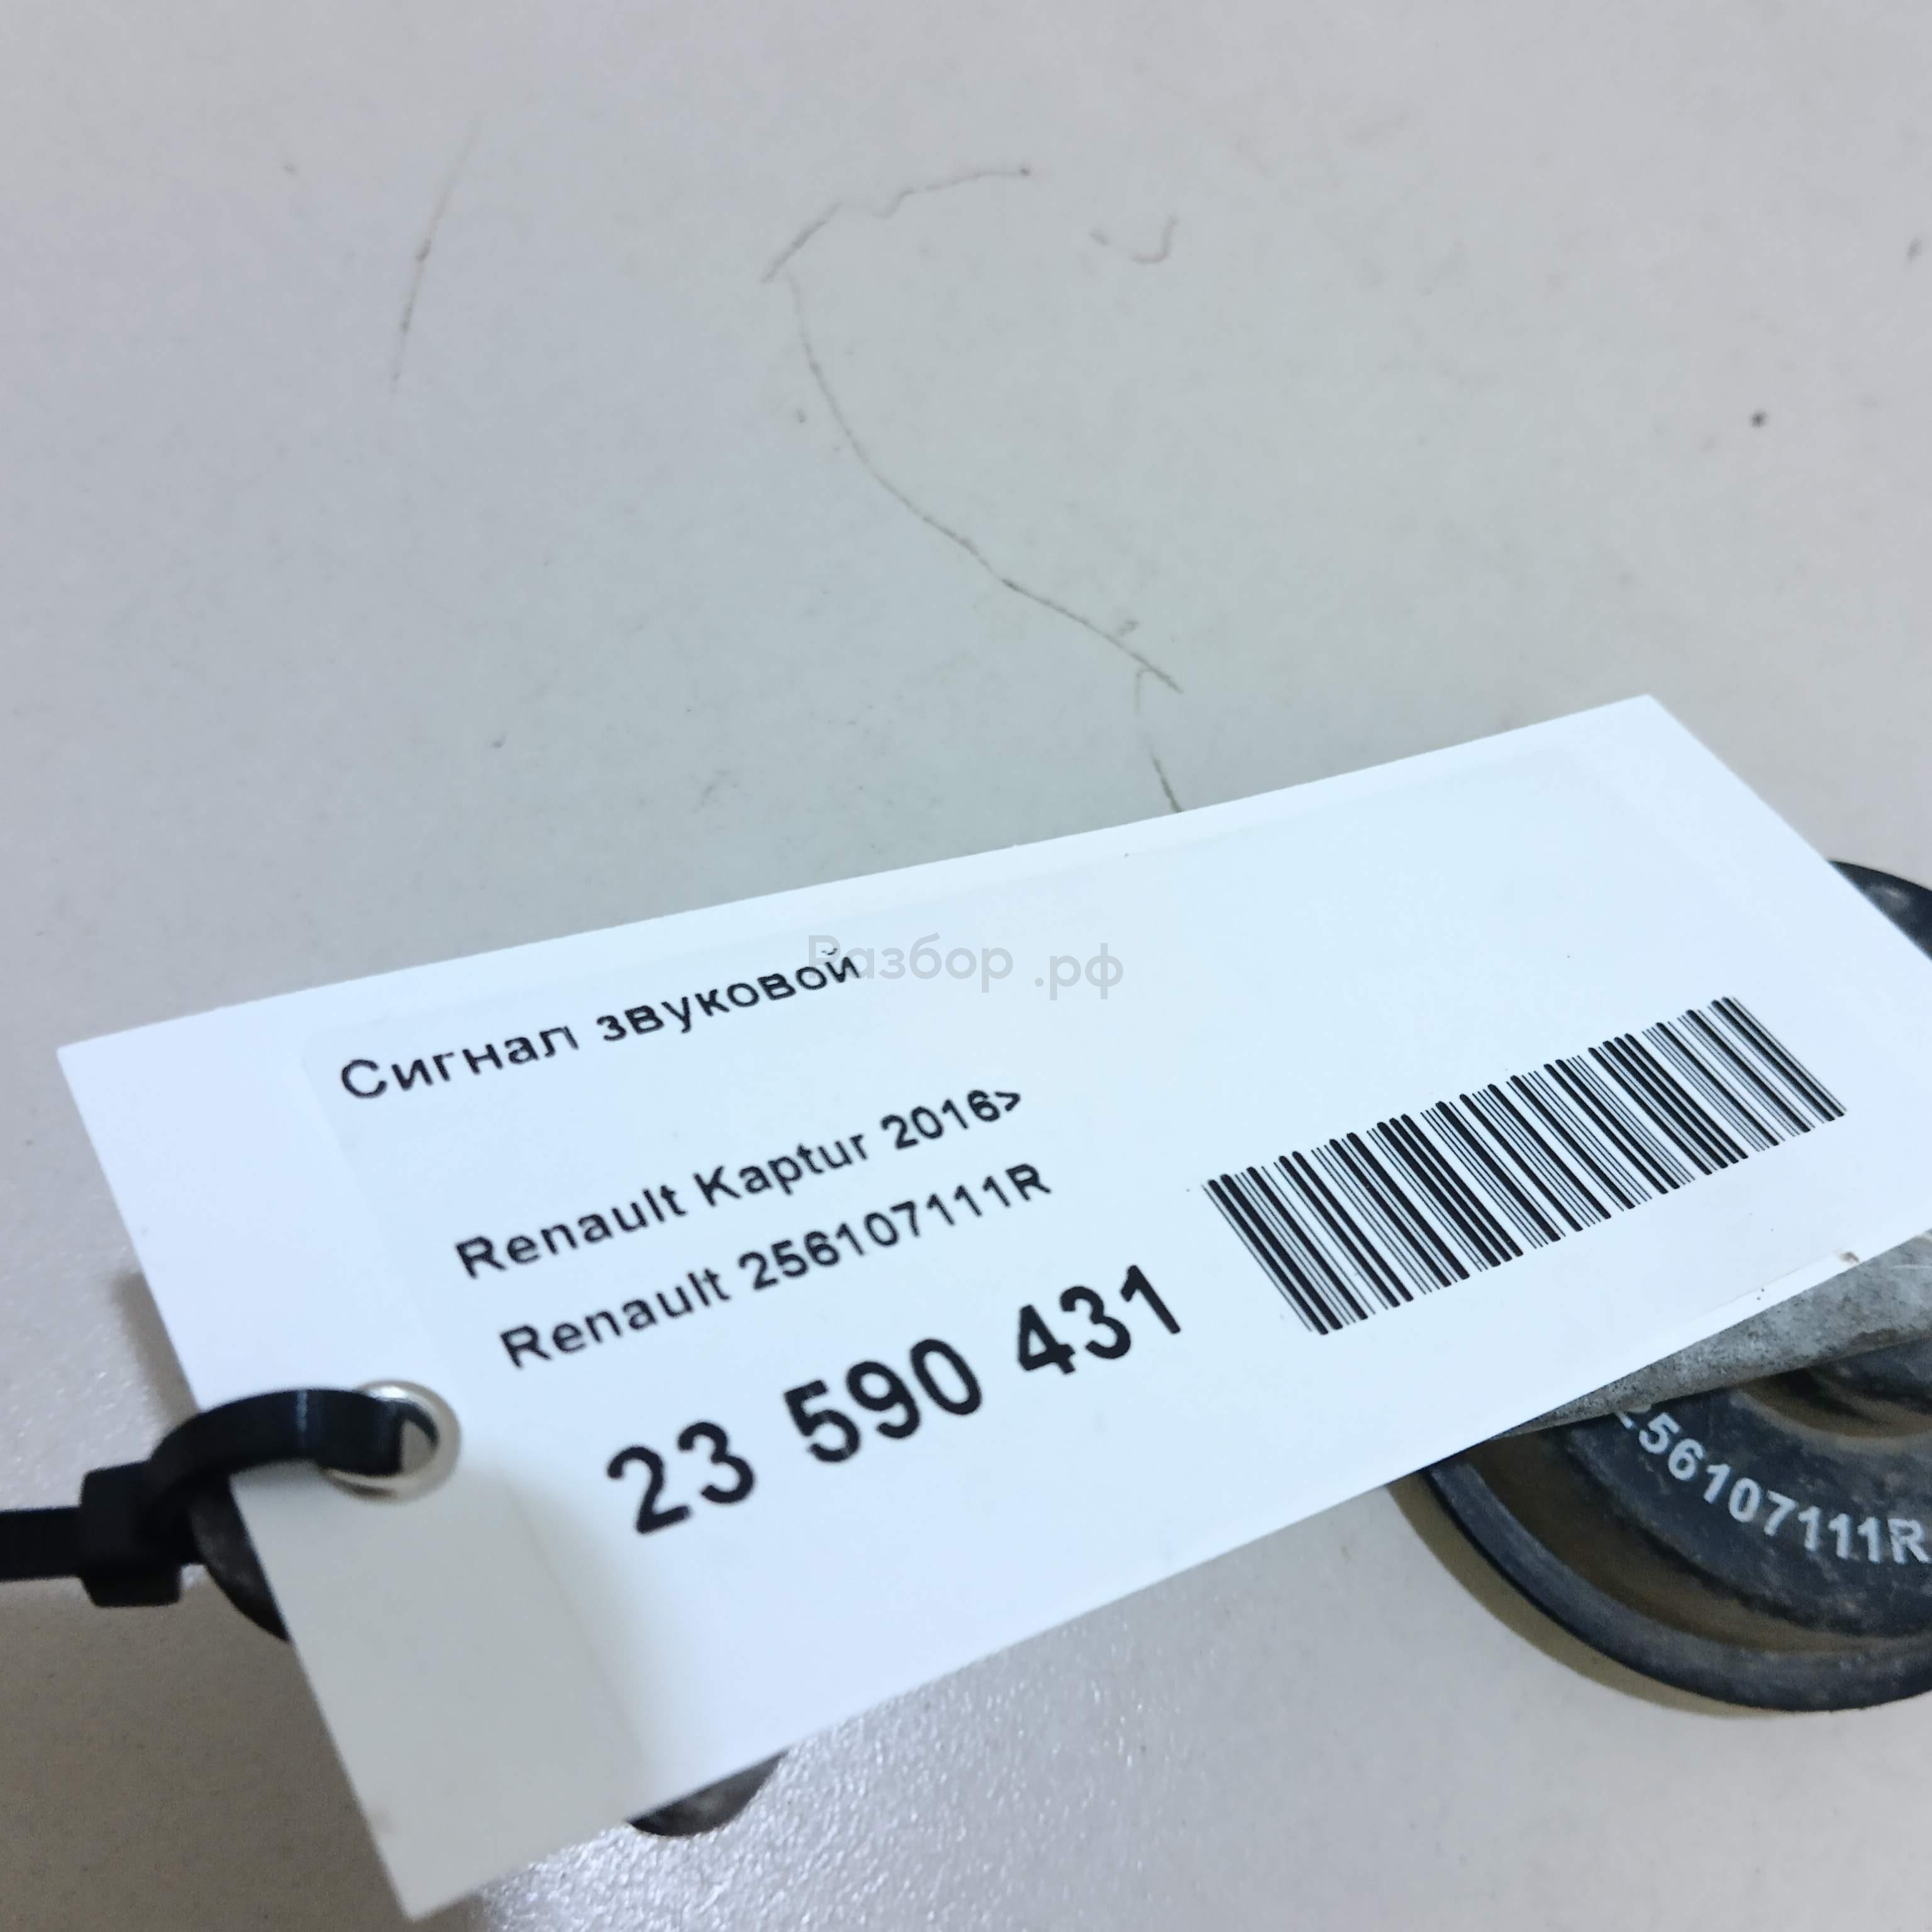 Разбор .рф
Сигнал звуковой
Renault Kaptur 2016>
Renault 256107111R
23 590 431
256107111R